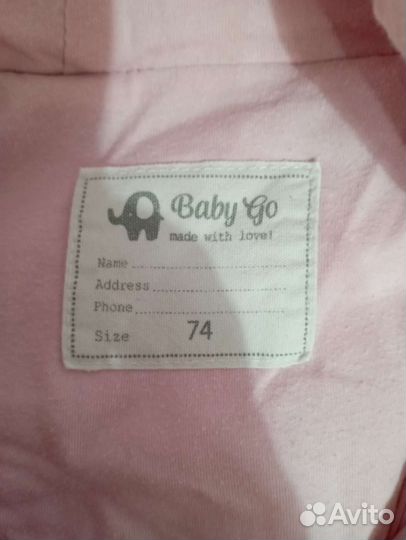 Baby Go
made with love!
Name
Address
Phone
Size 74
Avito